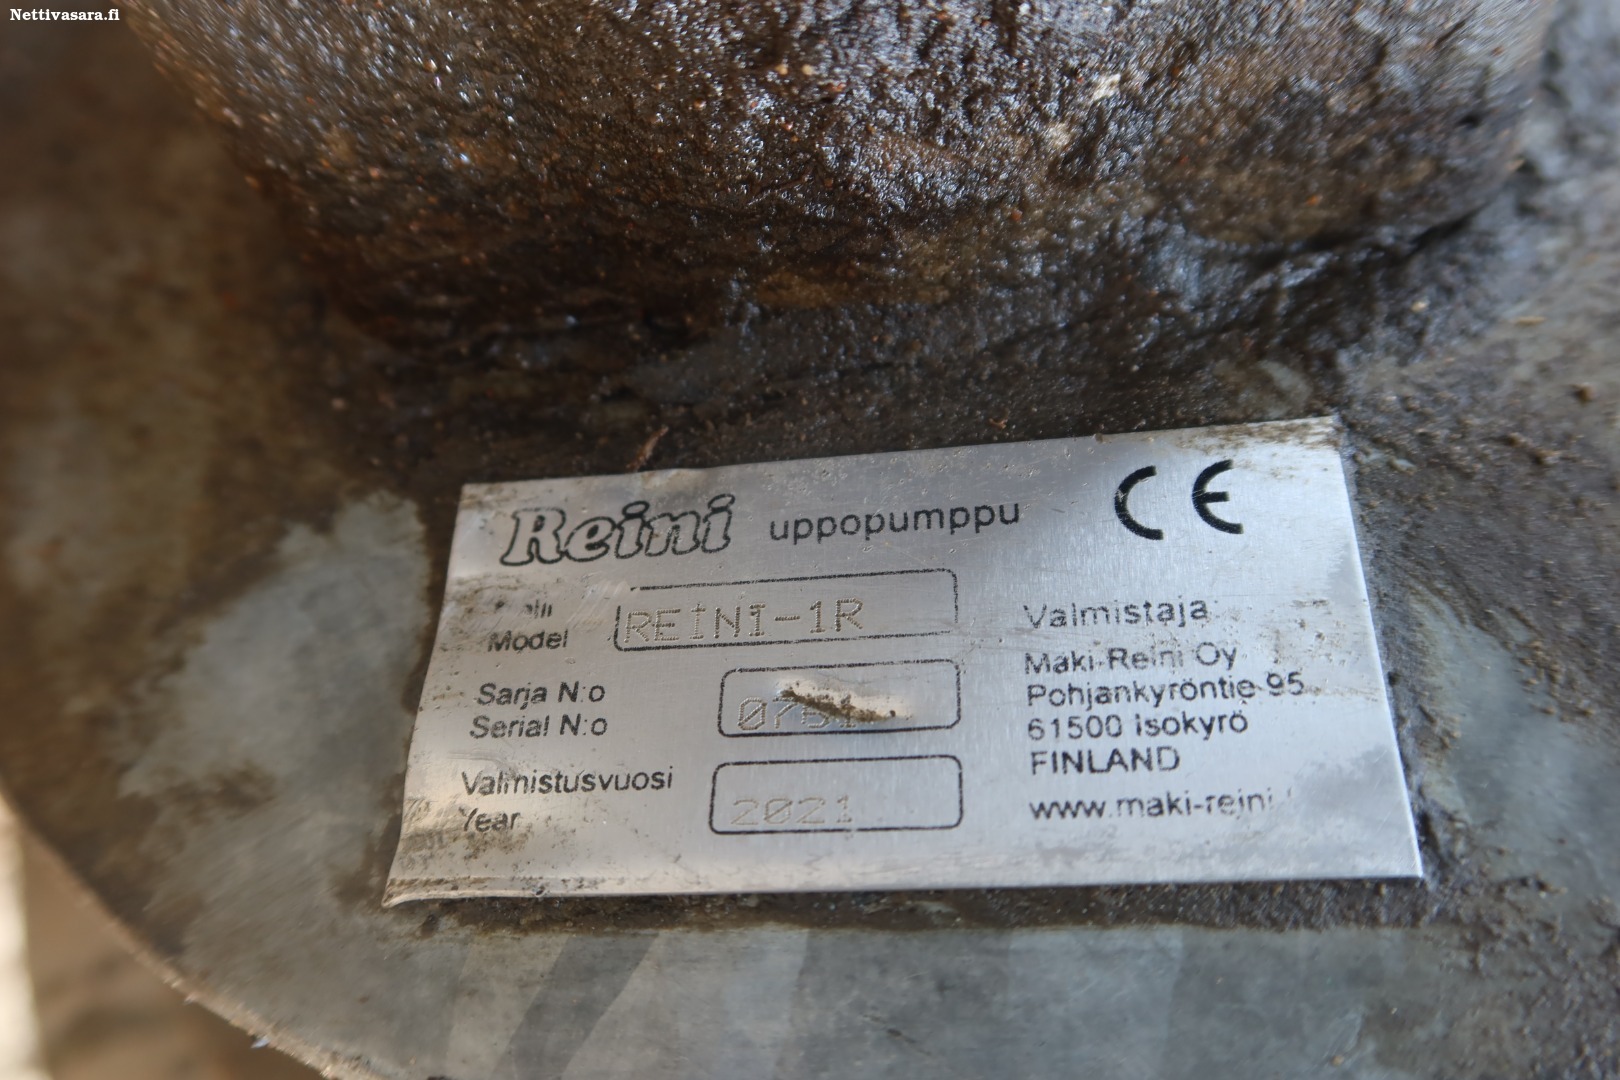 Nettivasara.fi
Reini uppopumppu CE
Model REINI-1R
Sarja N:o
Serial N:o
Valmistusvuosi
Year 2021
Valmistaja
Maki-Reini Oy
Pohjankyröntie 95
61500 Isokyrö
FINLAND
www.maki-reini